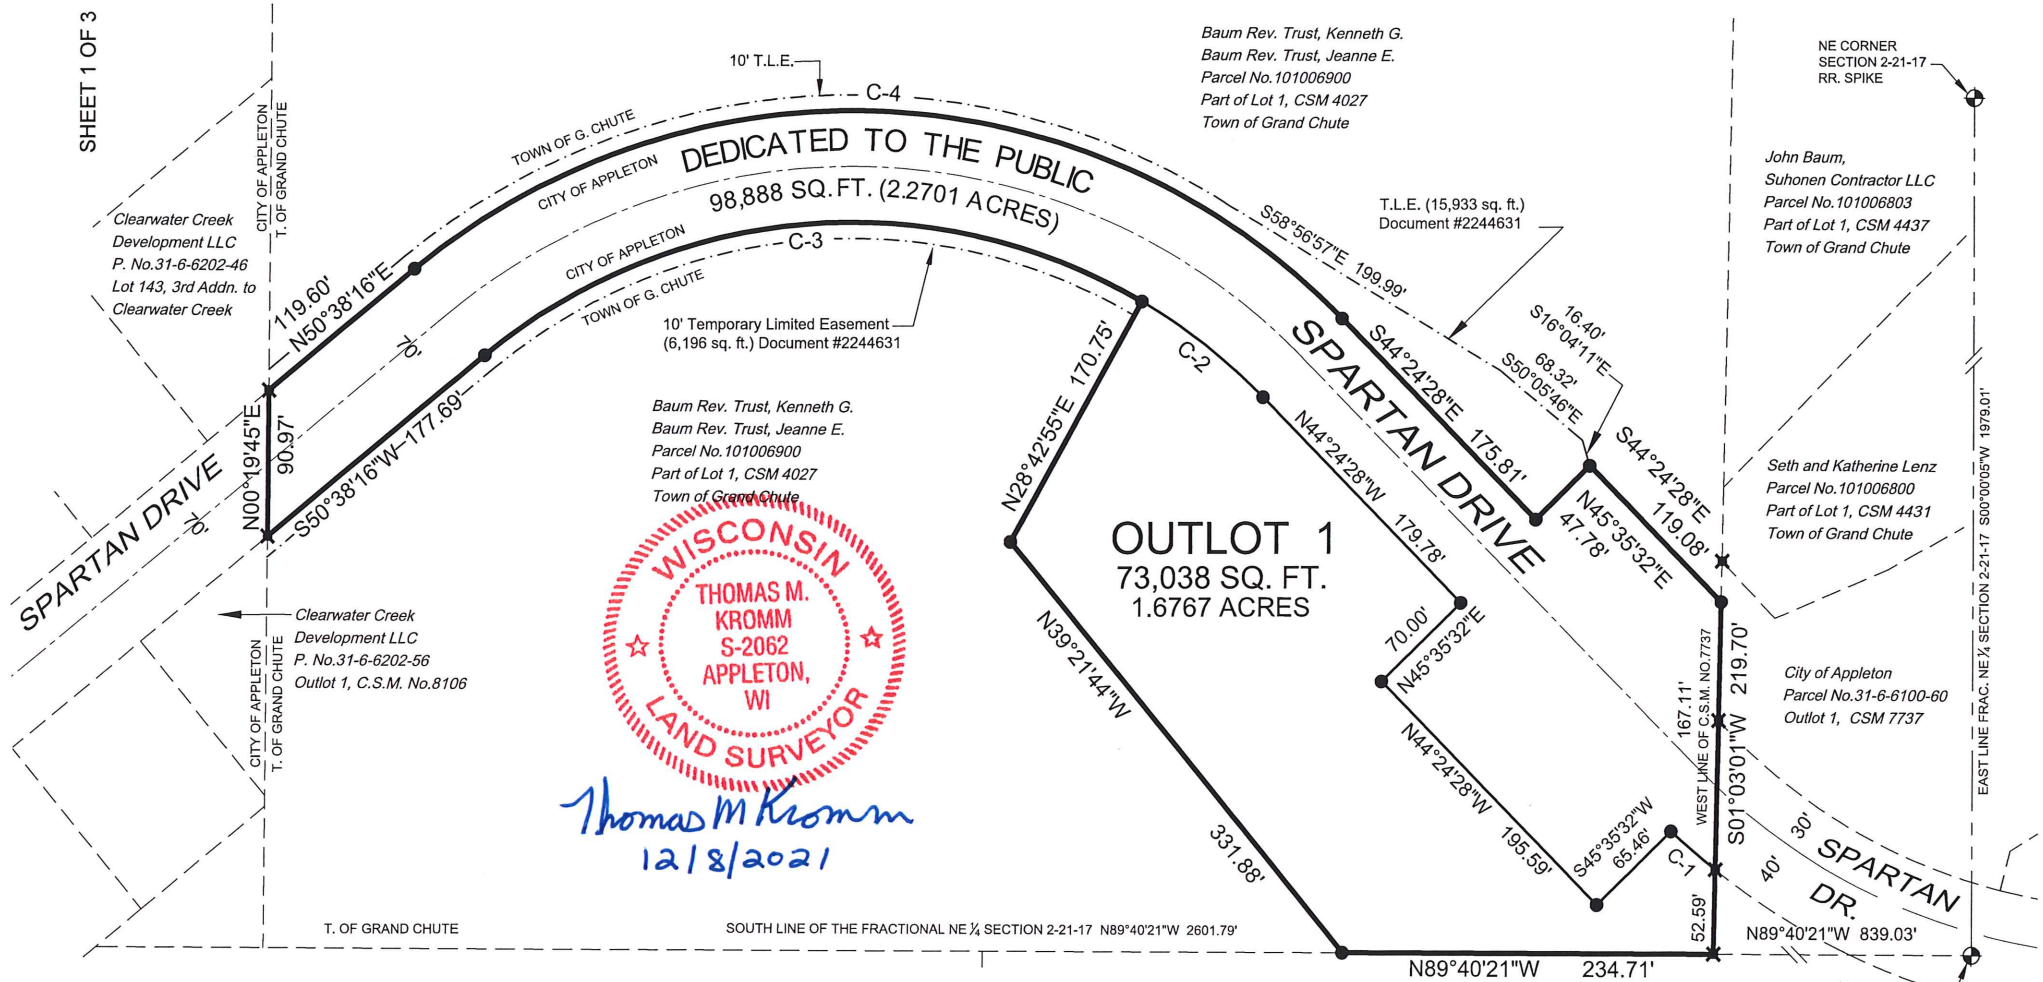 SHEET 1 OF 3
10' T.L.E.
C-4
Baum Rev. Trust, Kenneth G.
Baum Rev. Trust, Jeanne E.
Parcel No.101006900
Part of Lot 1, CSM 4027
Town of Grand Chute
NE CORNER
SECTION 2-21-17
RR. SPIKE
CITY OF APPLETON
T. OF GRAND CHUTE
TOWN OF G. CHUTE
CITY OF APPLETON
DEDICATED TO THE PUBLIC
98,888 SQ.FT. (2.2701 ACRES)
CITY OF APPLETON
C-3
TOWN OF G. CHUTE
Clearwater Creek
Development LLC
P. No.31-6-6202-46
Lot 143, 3rd Addn. to
Clearwater Creek
John Baum,
Suhonen Contractor LLC
Parcel No.101006803
Part of Lot 1, CSM 4437
Town of Grand Chute
T.L.E. (15,933 sq. ft.)
Document #2244631
S58°56'57"E 199.99'
119.60'
N50°38'16"E
70'
10' Temporary Limited Easement
(6,196 sq. ft.) Document #2244631
16.40'
S16°04'11"E
68.32'
S50°05'46"E
C-2
SPARTAN DRIVE
S44°24'28"E 175.81'
N00°19'45"E
90.97'
S50°38'16"W 177.69'
Baum Rev. Trust, Kenneth G.
Baum Rev. Trust, Jeanne E.
Parcel No.101006900
Part of Lot 1, CSM 4027
Town of Grand Chute
N28°42'55"E 170.75'
N44°24'28"W 179.78'
S44°24'28"E
119.08'
N45°35'32"E
47.78'
Seth and Katherine Lenz
Parcel No.101006800
Part of Lot 1, CSM 4431
Town of Grand Chute
EAST LINE FRAC. NE¼ SECTION 2-21-17 S00°00'05"W 1979.01'
SPARTAN DRIVE
70'
OUTLOT 1
73,038 SQ. FT.
1.6767 ACRES
WISCONSIN
THOMAS M.
KROMM
S-2062
APPLETON,
WI
LAND SURVEYOR
Thomas M Kromm
12/8/2021
Clearwater Creek
Development LLC
P. No.31-6-6202-56
Outlot 1, C.S.M. No.8106
CITY OF APPLETON
T. OF GRAND CHUTE
N39°21'44"W
331.88'
70.00'
N45°35'32"E
N44°24'28"W
195.59'
S45°35'32"W
65.46'
C-1
167.11'
WEST LINE OF C.S.M. NO.7737
S01°03'01"W 219.70'
52.59'
City of Appleton
Parcel No.31-6-6100-60
Outlot 1, CSM 7737
30'
40'
SPARTAN
DR.
T. OF GRAND CHUTE
SOUTH LINE OF THE FRACTIONAL NE ¼ SECTION 2-21-17 N89°40'21"W 2601.79'
N89°40'21"W 839.03'
N89°40'21"W 234.71'